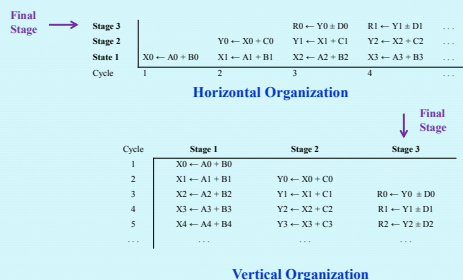 Final
Stage
Stage 3 R0 ← Y0 ± D0 R1 ← Y1 ± D1 ...
Stage 2 Y0 ← X0 + C0 Y1 ← X1 + C1 Y2 ← X2 + C2 ...
State 1 X0 ← A0 + B0 X1 ← A1 + B1 X2 ← A2 + B2 X3 ← A3 + B3 ...
Cycle 1 2 3 4 ...
Horizontal Organization
Final
Stage
Cycle Stage 1 Stage 2 Stage 3
1 X0 ← A0 + B0
2 X1 ← A1 + B1 Y0 ← X0 + C0
3 X2 ← A2 + B2 Y1 ← X1 + C1 R0 ← Y0 ± D0
4 X3 ← A3 + B3 Y2 ← X2 + C2 R1 ← Y1 ± D1
5 X4 ← A4 + B4 Y3 ← X3 + C3 R2 ← Y2 ± D2
... ... ... ...
Vertical Organization